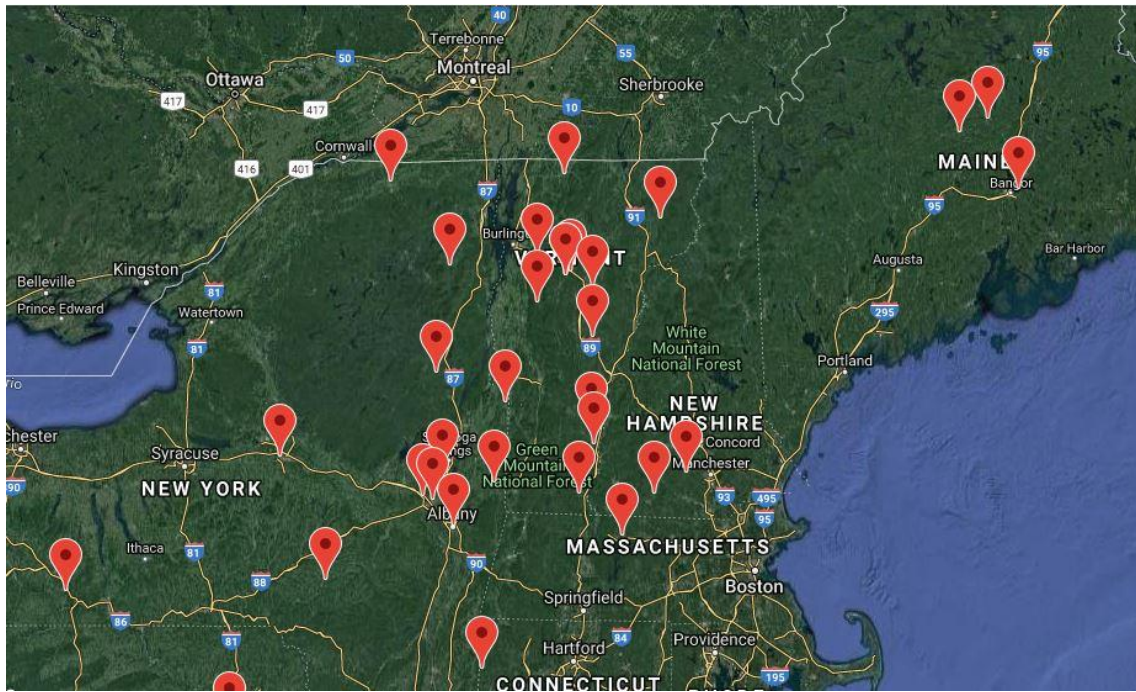 40
Terrebonne
95
50
55
Montreal
Ottawa
Sherbrooke
417
10
417
Cornwall
416
401
MAINE
Bangor
87
91
95
Burlington
VERMONT
Bar Harbor
Kingston
Augusta
Belleville
81
Prince Edward
Watertown
295
White
Mountain
National Forest
81
89
Portland
87
NEW
HAMPSHIRE
Concord
Syracuse
Green
Mountain
National Forest
Manchester
90
NEW YORK
93
495
Albany
95
Ithaca
81
MASSACHUSETTS
90
88
Boston
86
Springfield
81
84
Hartford
Providence
195
CONNECTICUT